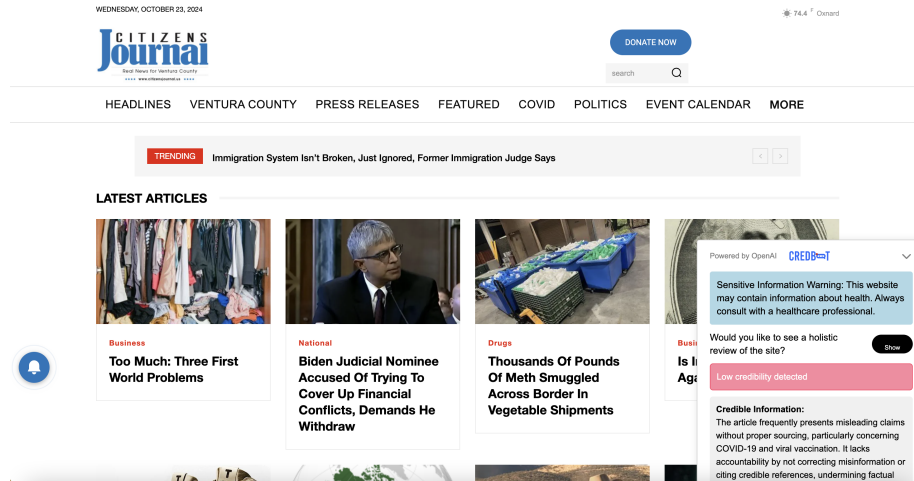 WEDNESDAY, OCTOBER 23, 2024
74.4 F Oxnard
CITIZENS
Journal
Real News for Ventura County
www.citizensjournal.us
DONATE NOW
search
HEADLINES VENTURA COUNTY PRESS RELEASES FEATURED COVID POLITICS EVENT CALENDAR MORE
TRENDING Immigration System Isn't Broken, Just Ignored, Former Immigration Judge Says
LATEST ARTICLES
Business
Too Much: Three First
World Problems
National
Biden Judicial Nominee
Accused Of Trying To
Cover Up Financial
Conflicts, Demands He
Withdraw
Drugs
Thousands Of Pounds
Of Meth Smuggled
Across Border In
Vegetable Shipments
Powered by OpenAI CREDBOT
Sensitive Information Warning: This website
may contain information about health. Always
consult with a healthcare professional.
Would you like to see a holistic
review of the site?
Show
Low credibility detected
Credible Information:
The article frequently presents misleading claims
without proper sourcing, particularly concerning
COVID-19 and viral vaccination. It lacks
accountability by not correcting misinformation or
citing credible references, undermining factual